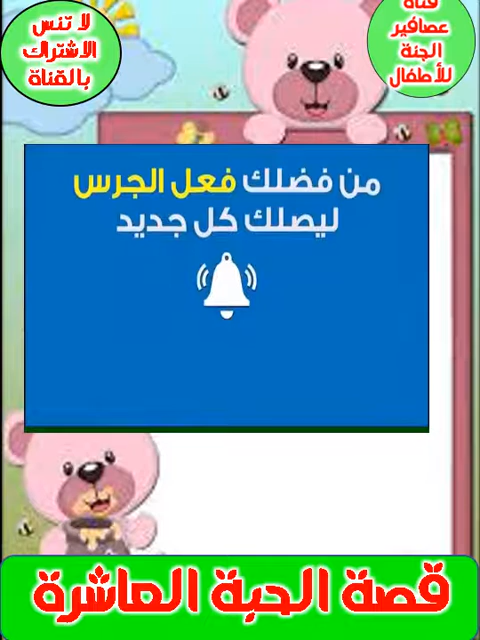 لا تنس
الاشتراك
بالقناة
قناة
عصافير
الجنة
للأطفال
من فضلك فعل الجرس
ليصلك كل جديد
قصة الحبة العاشرة